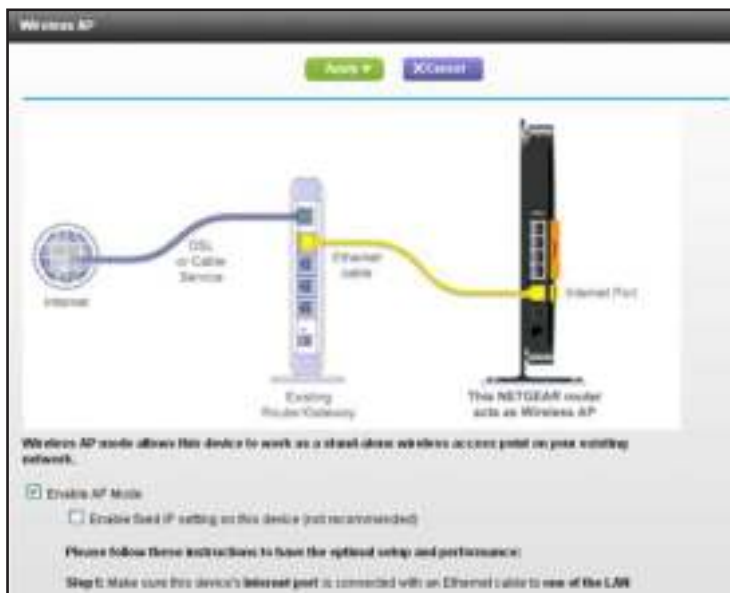 Wireless AP
Apply
X Cancel
DSL
or Cable
Service
Ethernet
cable
Internet
Internet Port
Existing
Router/Gateway
This NETGEAR router
acts as Wireless AP
Wireless AP mode allows this device to work as a stand-alone wireless access point on your existing
network.
Enable AP Mode
Enable fixed IP setting on this device (not recommended)
Please follow these instructions to have the optimal setup and performance:
Step1: Make sure this device's Internet port is connected with an Ethernet cable to one of the LAN